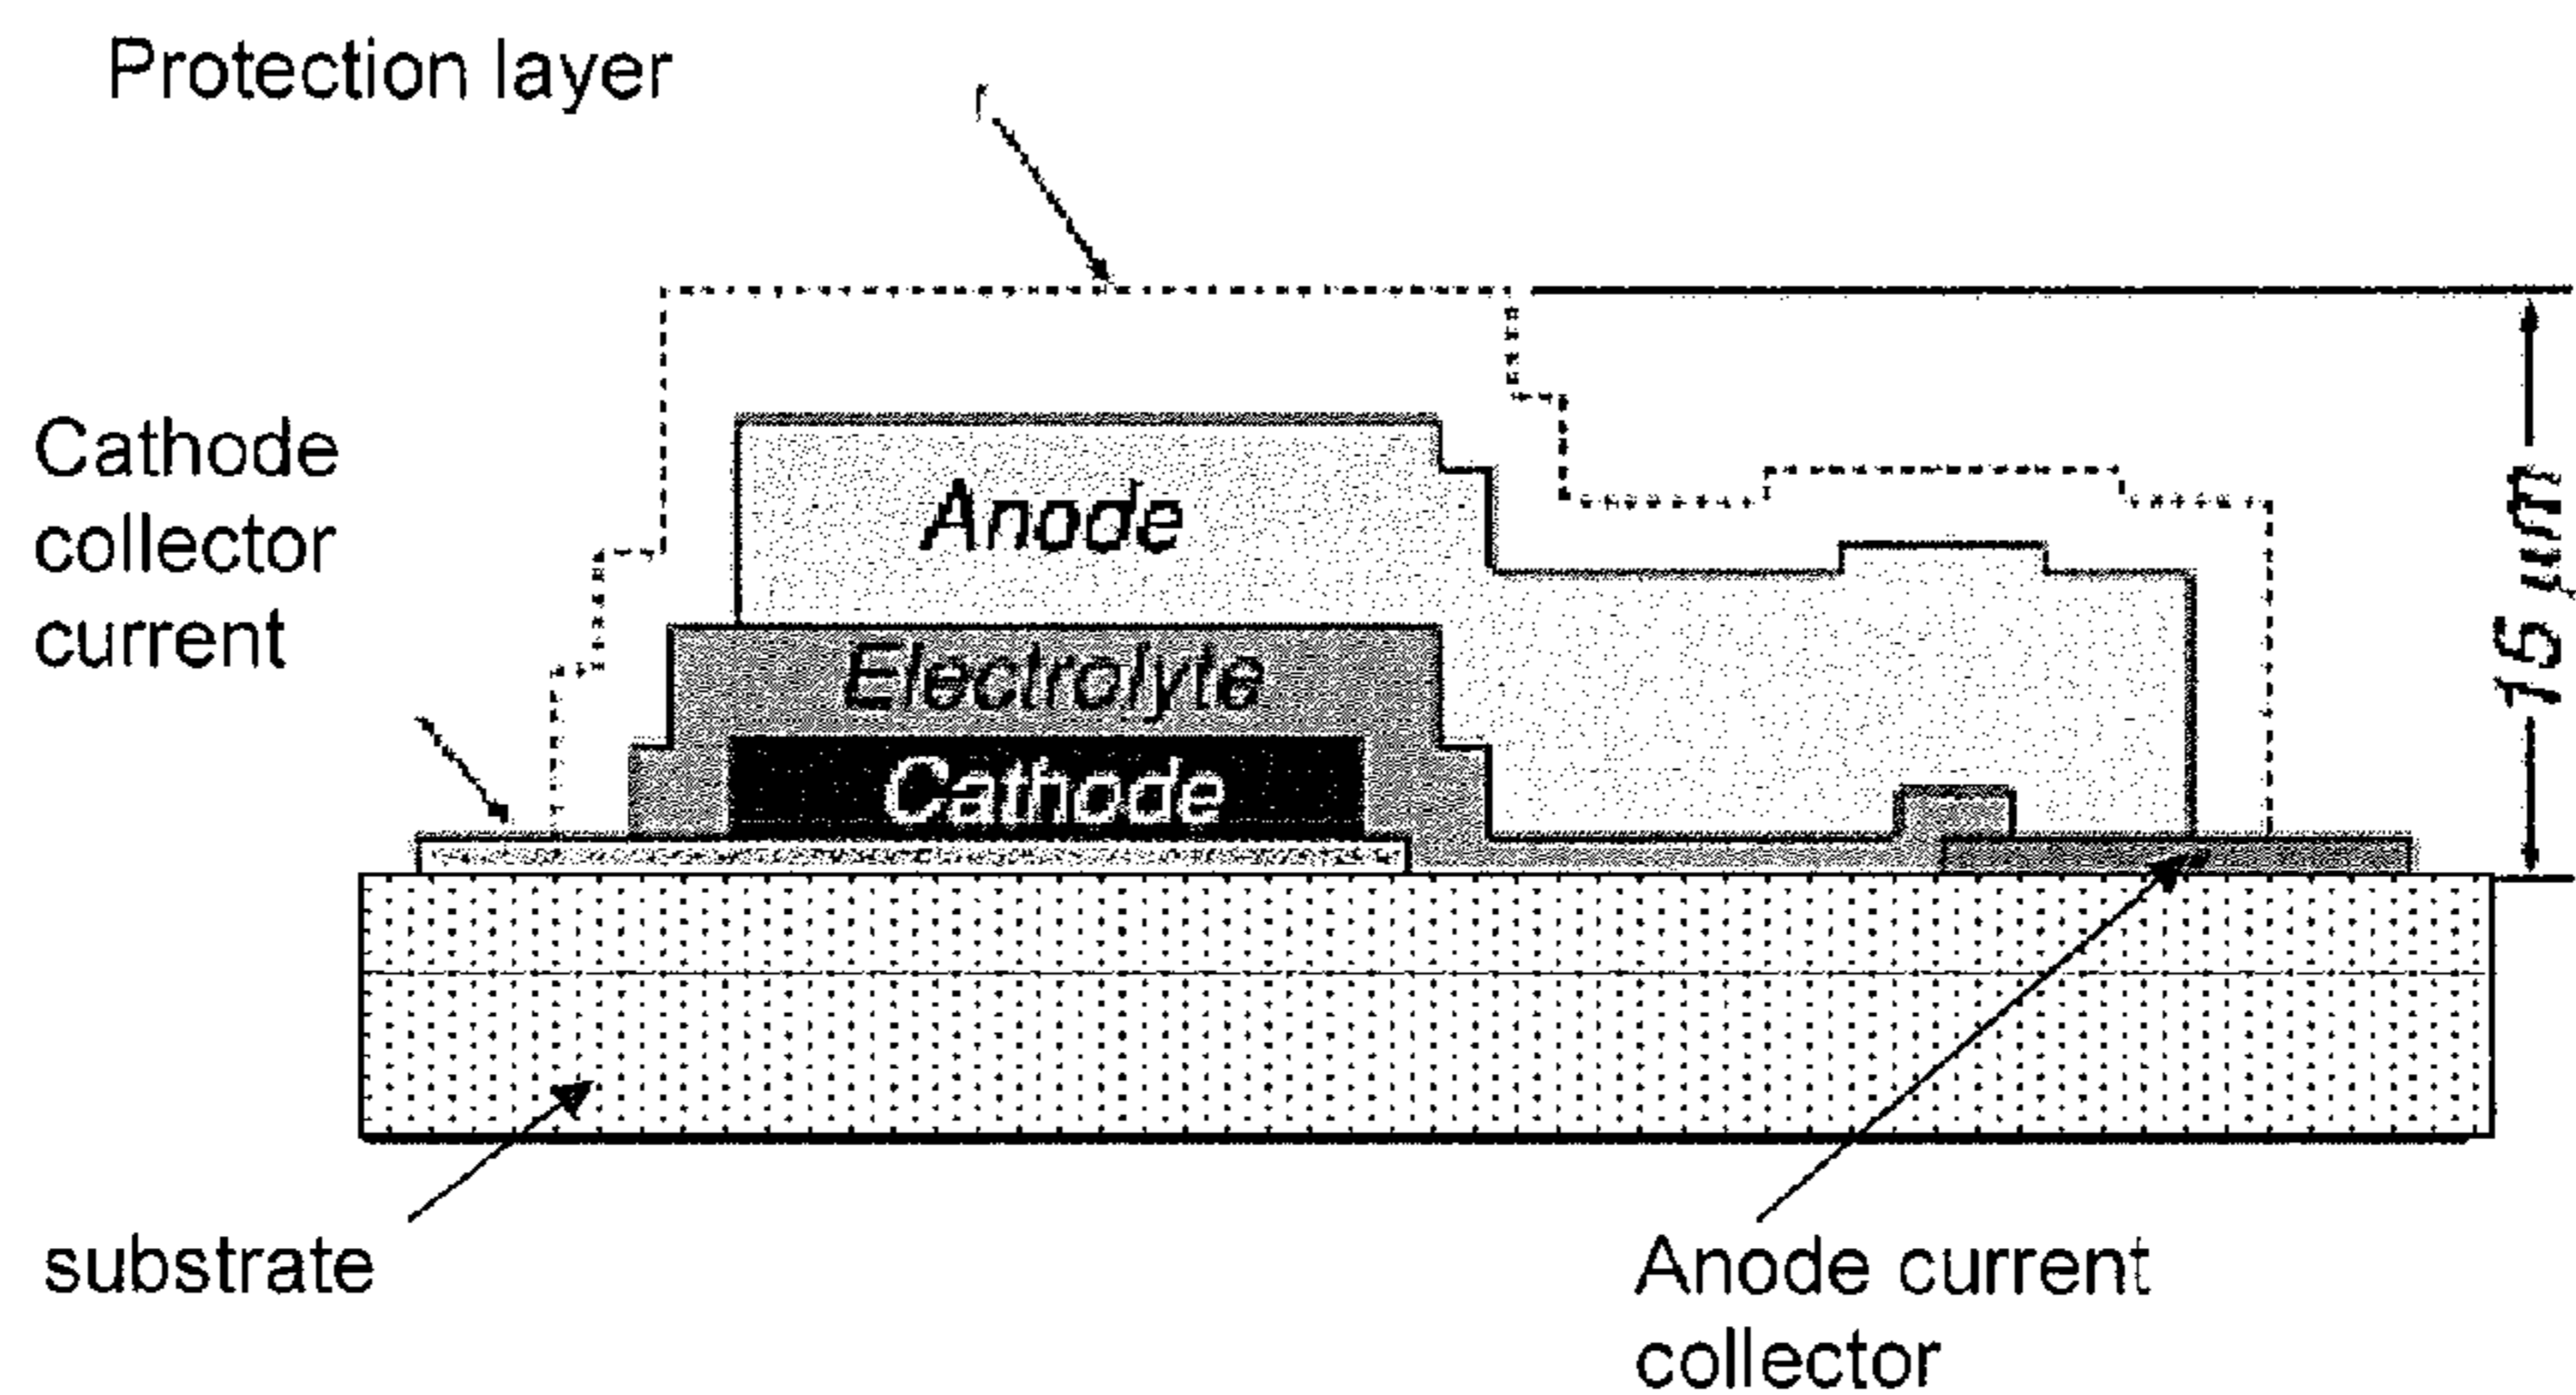 Protection layer
Cathode
collector
current
Anode
Electrolyte
Cathode
15 µm
substrate
Anode current
collector